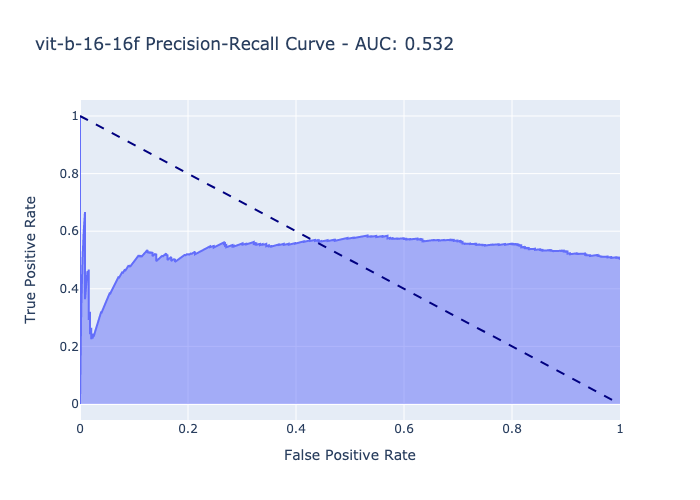 vit-b-16-16f Precision-Recall Curve - AUC: 0.532
True Positive Rate
1
0.8
0.6
0.4
0.2
0
0 0.2 0.4 0.6 0.8 1
False Positive Rate